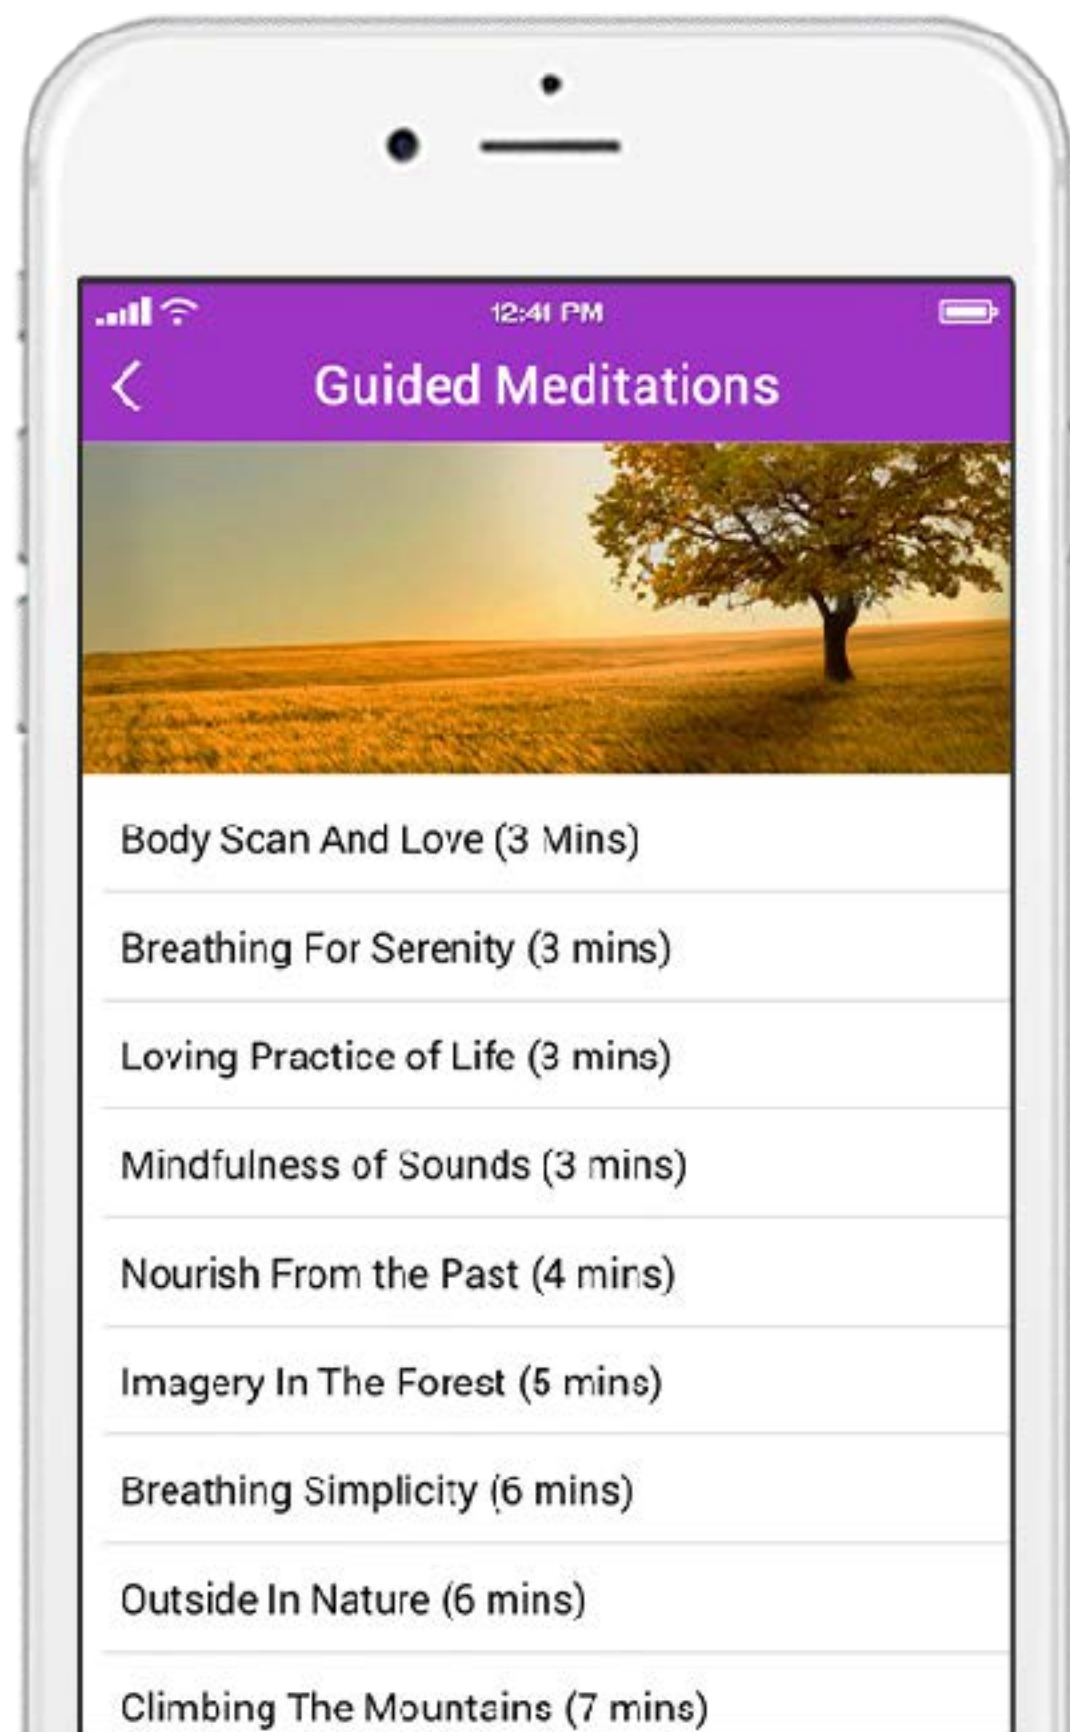 12:41 PM
Guided Meditations
Body Scan And Love (3 Mins)
Breathing For Serenity (3 mins)
Loving Practice of Life (3 mins)
Mindfulness of Sounds (3 mins)
Nourish From the Past (4 mins)
Imagery In The Forest (5 mins)
Breathing Simplicity (6 mins)
Outside In Nature (6 mins)
Climbing The Mountains (7 mins)